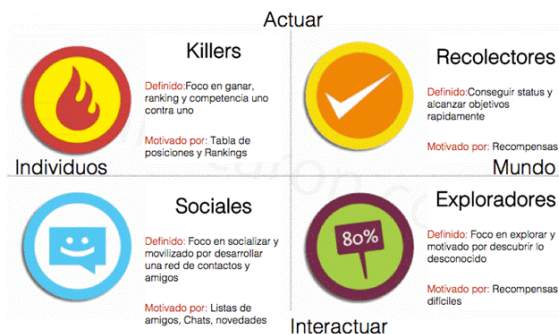 Actuar
Killers
Definido:Foco en ganar,
ranking y competencia uno
contra uno
Motivado por: Tabla de
posiciones y Rankings
Recolectores
Definido:Conseguir status y
alcanzar objetivos
rapidamente
Motivado por: Recompensas
Individuos
Mundo
Sociales
Definido: Foco en socializar y
movilizado por desarrollar
una red de contactos y
amigos
Motivado por: Listas de
amigos, Chats, novedades
80%
Exploradores
Definido: Foco en explorar y
motivado por descubrir lo
desconocido
Motivado por: Recompensas
difíciles
Interactuar